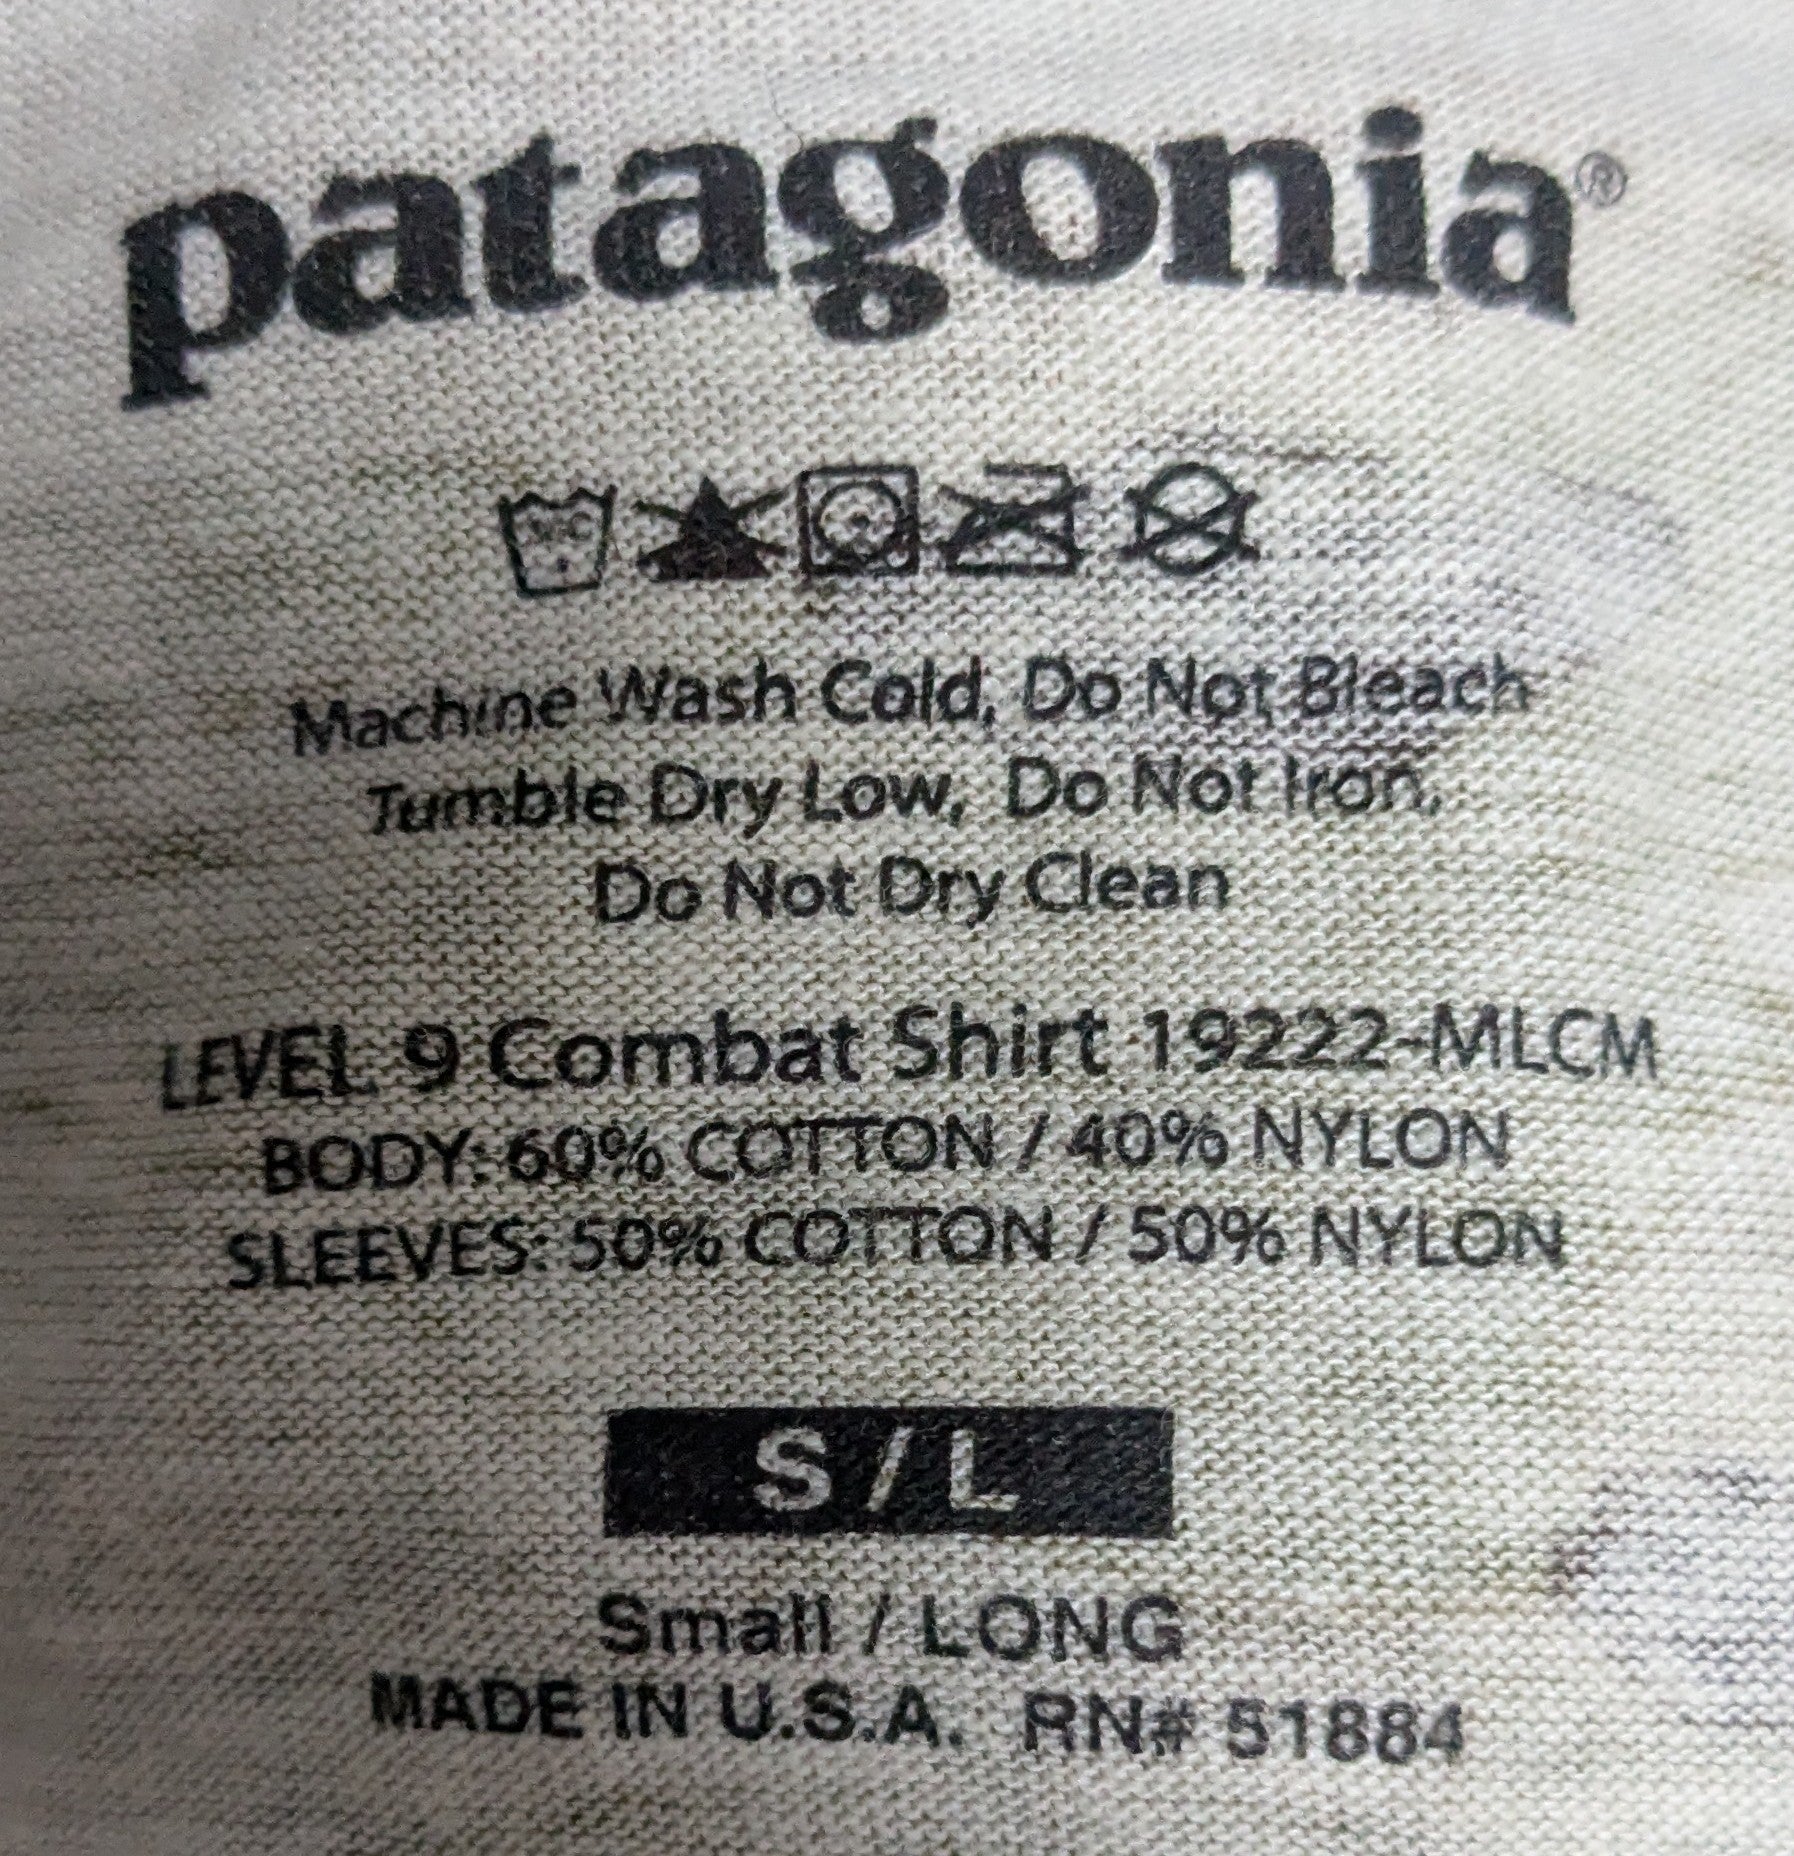 patagonia®
30°C
Machine Wash Cold, Do Not Bleach
Tumble Dry Low, Do Not Iron,
Do Not Dry Clean
LEVEL 9 Combat Shirt 19222-MLCM
BODY: 60% COTTON / 40% NYLON
SLEEVES: 50% COTTON / 50% NYLON
S/L
Small / LONG
MADE IN U.S.A. RN# 51884